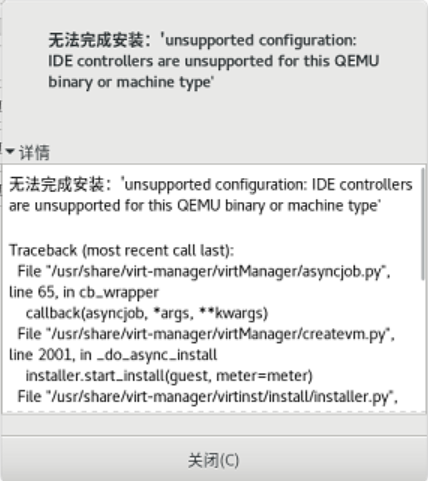 无法完成安装：'unsupported configuration:
IDE controllers are unsupported for this QEMU
binary or machine type'
详情
无法完成安装：'unsupported configuration: IDE controllers
are unsupported for this QEMU binary or machine type'
Traceback (most recent call last):
File "/usr/share/virt-manager/virtManager/asyncjob.py",
line 65, in cb_wrapper
callback(asyncjob, *args, **kwargs)
File "/usr/share/virt-manager/virtManager/createvm.py",
line 2001, in _do_async_install
installer.start_install(guest, meter=meter)
File "/usr/share/virt-manager/virtinst/install/installer.py",
关闭(C)